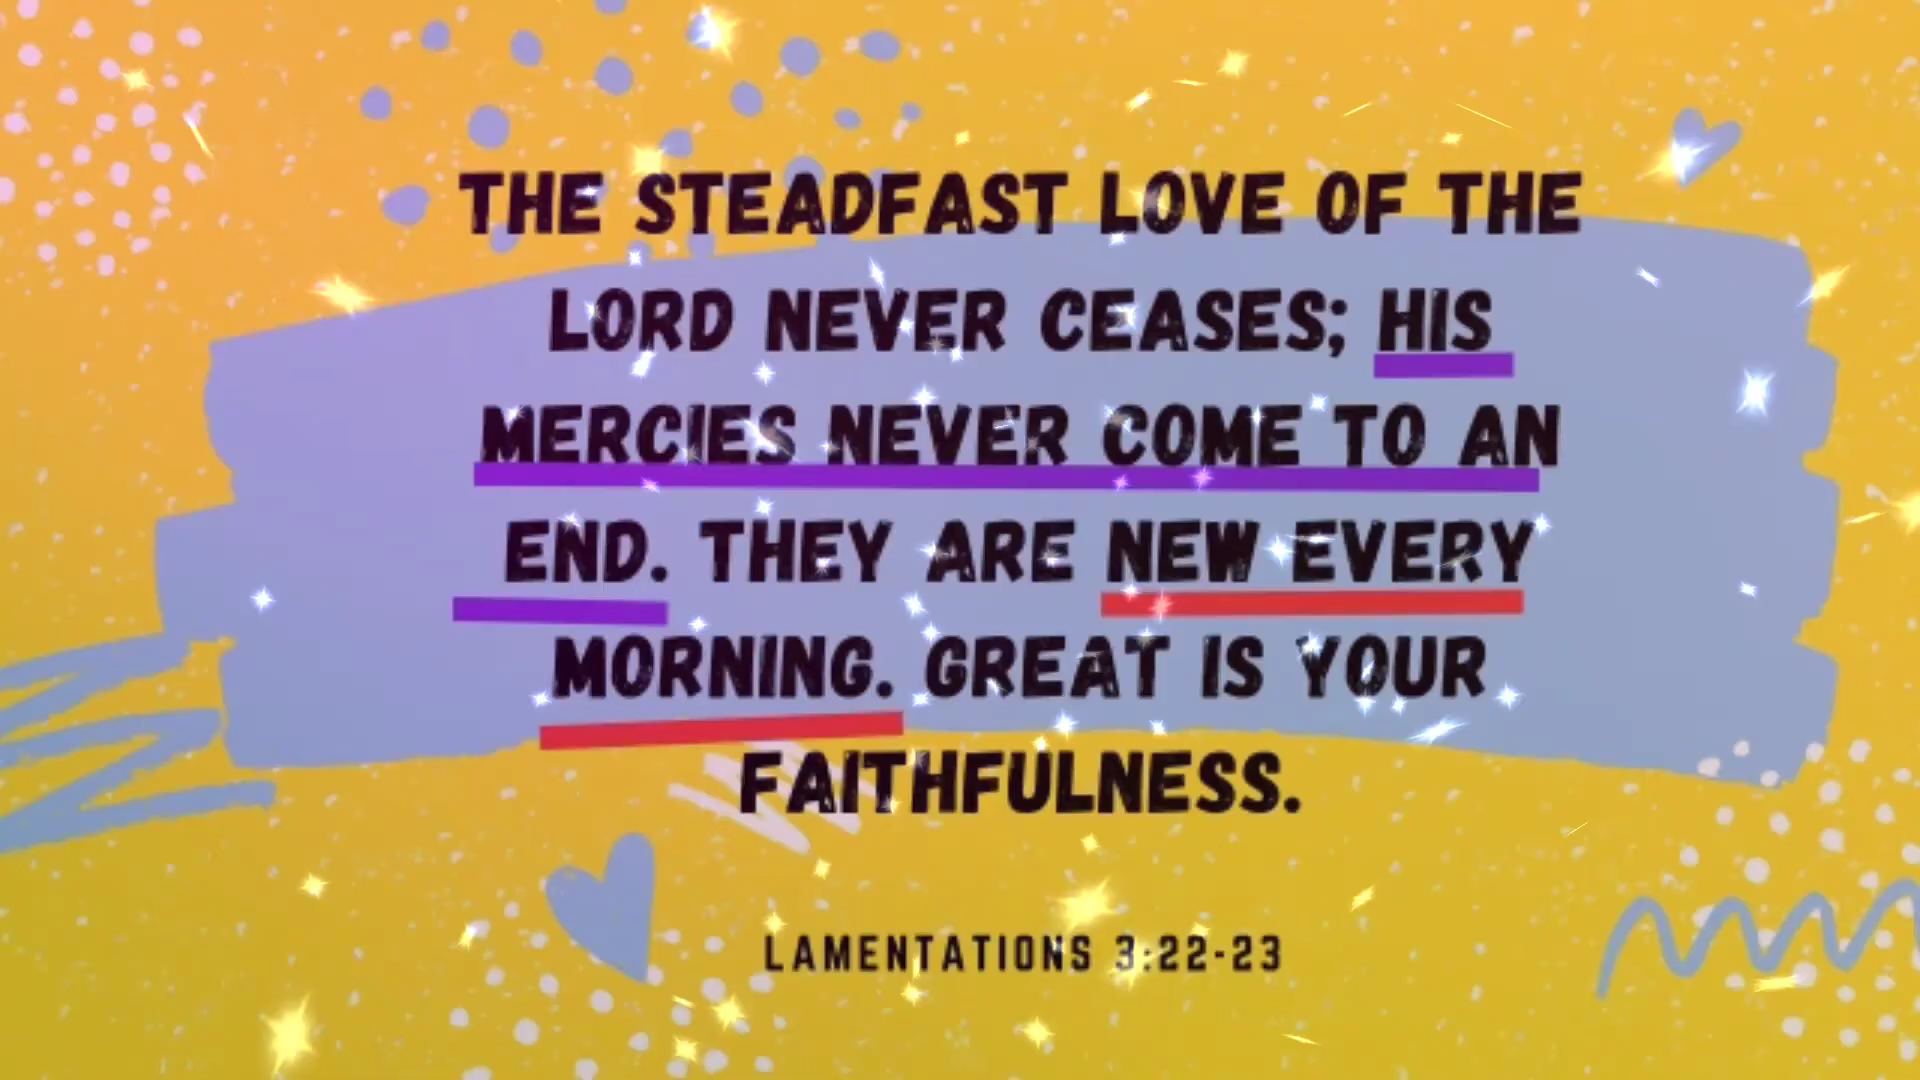 THE STEADFAST LOVE OF THE
LORD NEVER CEASES; HIS
MERCIES NEVER COME TO AN
END. THEY ARE NEW EVERY
MORNING. GREAT IS YOUR
FAITHFULNESS.
LAMENTATIONS 3:22-23